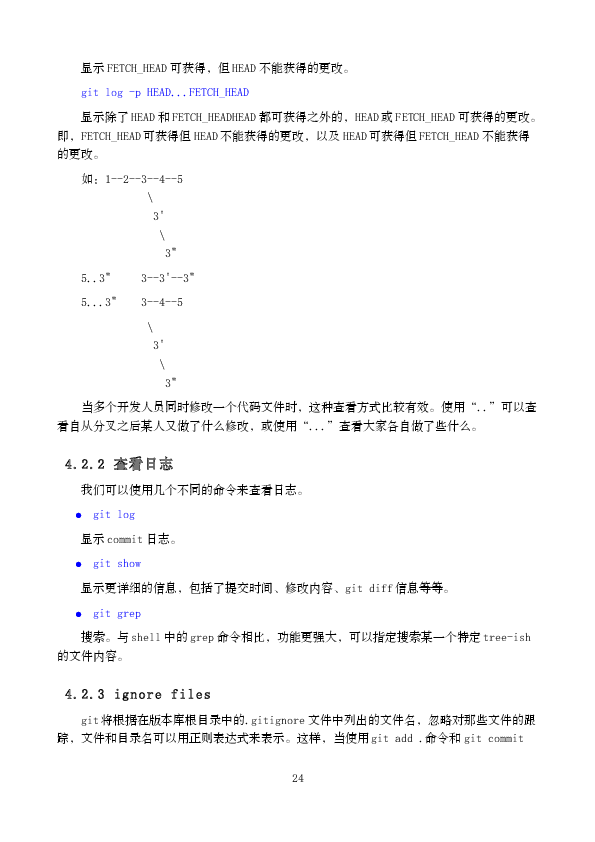 显示 FETCH_HEAD 可获得，但 HEAD 不能获得的更改。
git log -p HEAD...FETCH_HEAD
显示除了 HEAD 和 FETCH_HEADHEAD 都可获得之外的，HEAD 或 FETCH_HEAD 可获得的更改。
即，FETCH_HEAD 可获得但 HEAD 不能获得的更改，以及 HEAD 可获得但 FETCH_HEAD 不能获得
的更改。
如：1--2--3--4--5
\
3'
\
3”
5..3” 3--3'--3”
5...3” 3--4--5
\
3'
\
3”
当多个开发人员同时修改一个代码文件时，这种查看方式比较有效。使用“..”可以查
看自从分叉之后某人又做了什么修改，或使用“...”查看大家各自做了些什么。
4.2.2 查看日志
我们可以使用几个不同的命令来查看日志。
● git log
显示 commit 日志。
● git show
显示更详细的信息，包括了提交时间、修改内容、git diff 信息等等。
● git grep
搜索。与 shell 中的 grep 命令相比，功能更强大，可以指定搜索某一个特定 tree-ish
的文件内容。
4.2.3 ignore files
git 将根据在版本库根目录中的.gitignore 文件中列出的文件名，忽略对那些文件的跟
踪，文件和目录名可以用正则表达式来表示。这样，当使用 git add .命令和 git commit
24